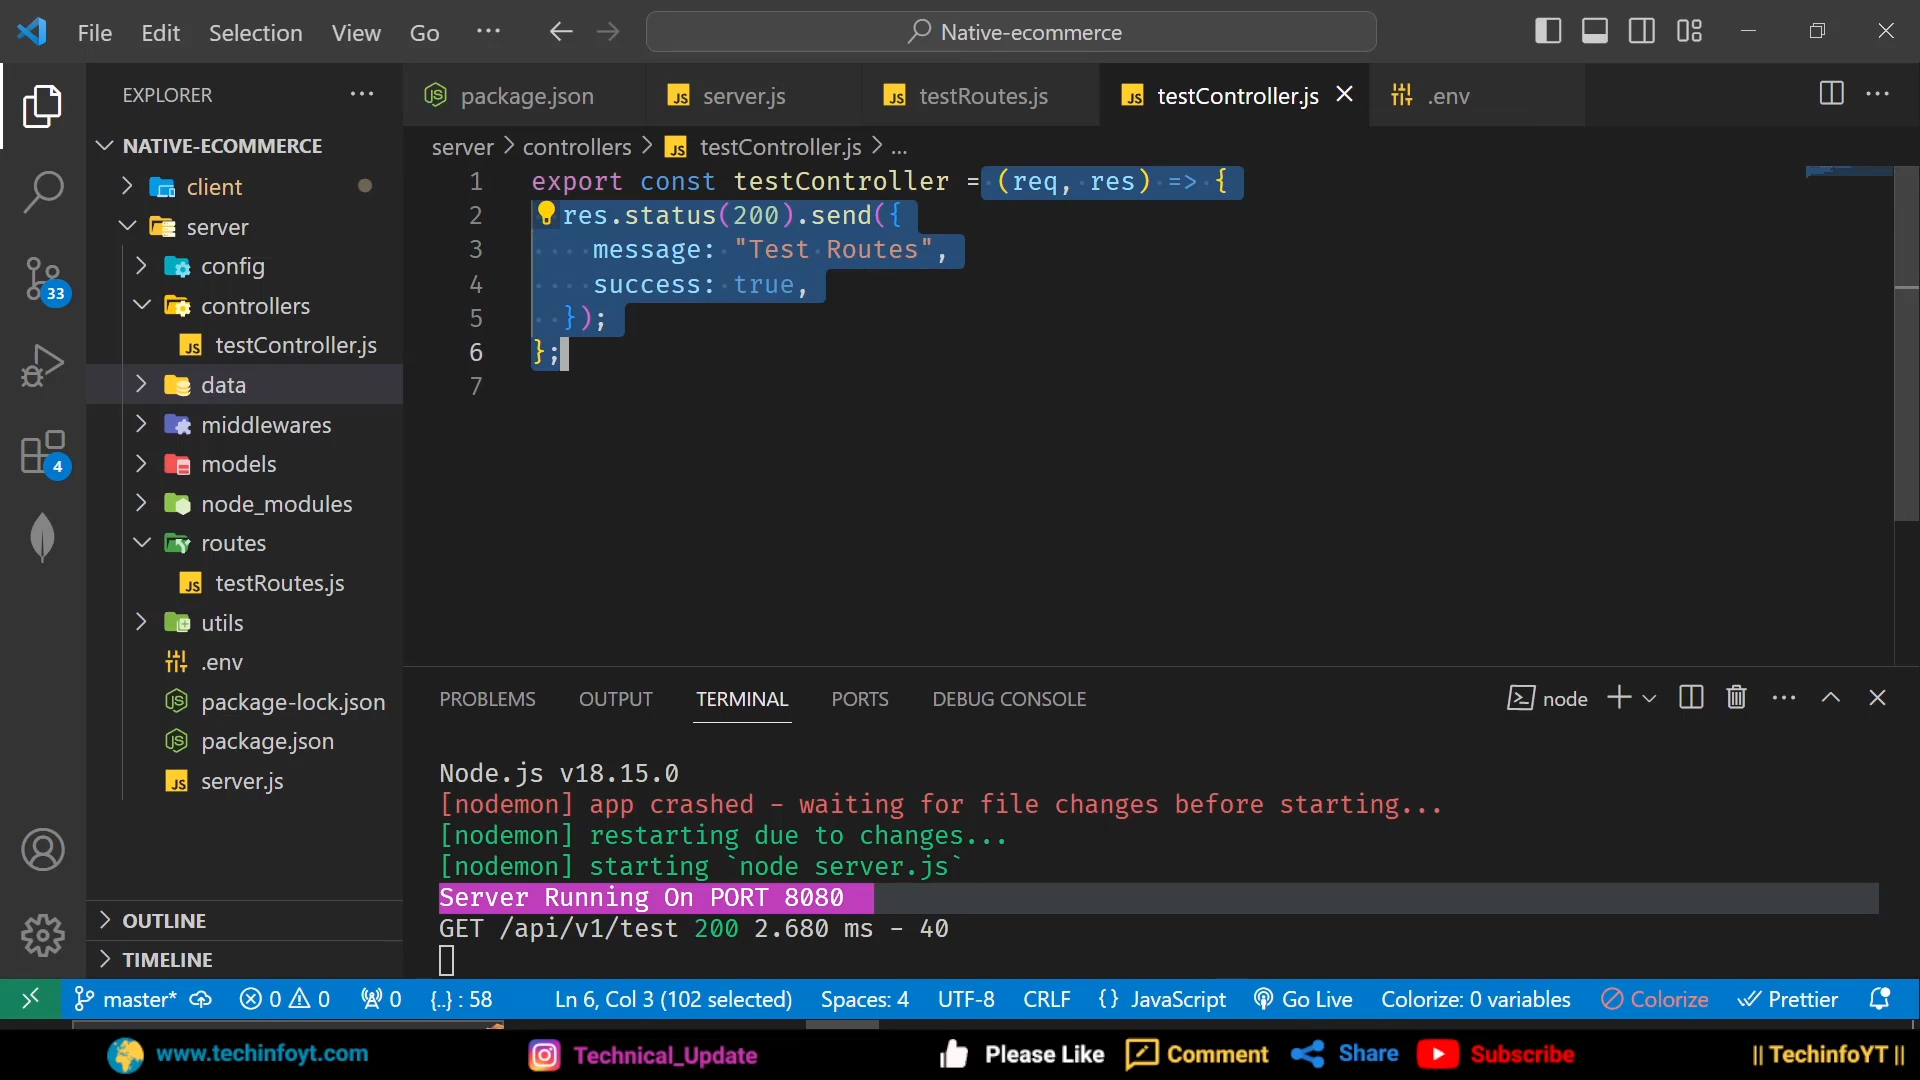 File Edit Selection View Go ···
Native-ecommerce
EXPLORER
NATIVE-ECOMMERCE
client
server
config
controllers
testController.js
data
middlewares
models
node_modules
routes
testRoutes.js
utils
.env
package-lock.json
package.json
server.js
OUTLINE
TIMELINE
33
4
package.json server.js testRoutes.js testController.js .env
server > controllers > testController.js > ...
1 export const testController = (req, res) => {
2 res.status(200).send({
3 message: "Test Routes",
4 success: true,
5 });
6 };
7
PROBLEMS OUTPUT TERMINAL PORTS DEBUG CONSOLE
node
Node.js v18.15.0
[nodemon] app crashed - waiting for file changes before starting...
[nodemon] restarting due to changes...
[nodemon] starting `node server.js`
Server Running On PORT 8080
GET /api/v1/test 200 2.680 ms - 40
master* 0 0 0 {..} : 58 Ln 6, Col 3 (102 selected) Spaces: 4 UTF-8 CRLF {} JavaScript Go Live Colorize: 0 variables Colorize Prettier
www.techinfoyt.com Technical_Update Please Like Comment Share Subscribe || TechinfoYT ||